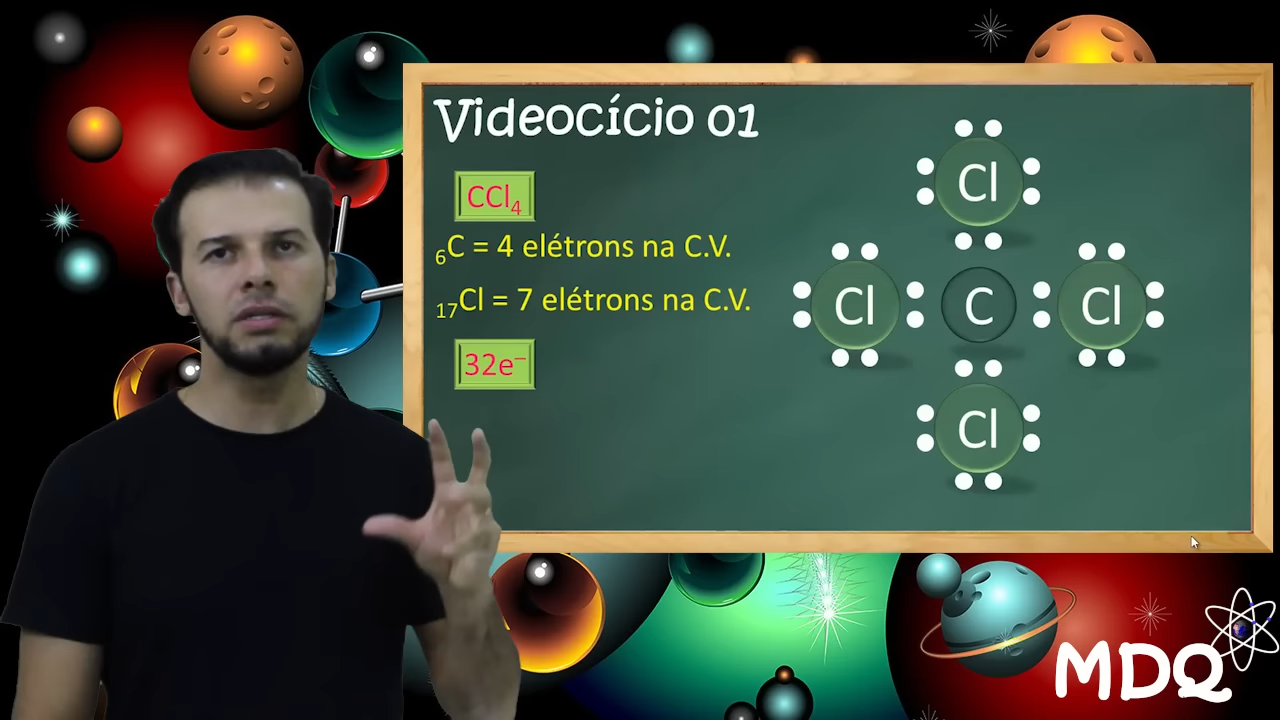 Videocício 01
CCl₄
₆C = 4 elétrons na C.V.
₁₇Cl = 7 elétrons na C.V.
32e⁻
Cl
Cl C Cl
Cl
MDQ